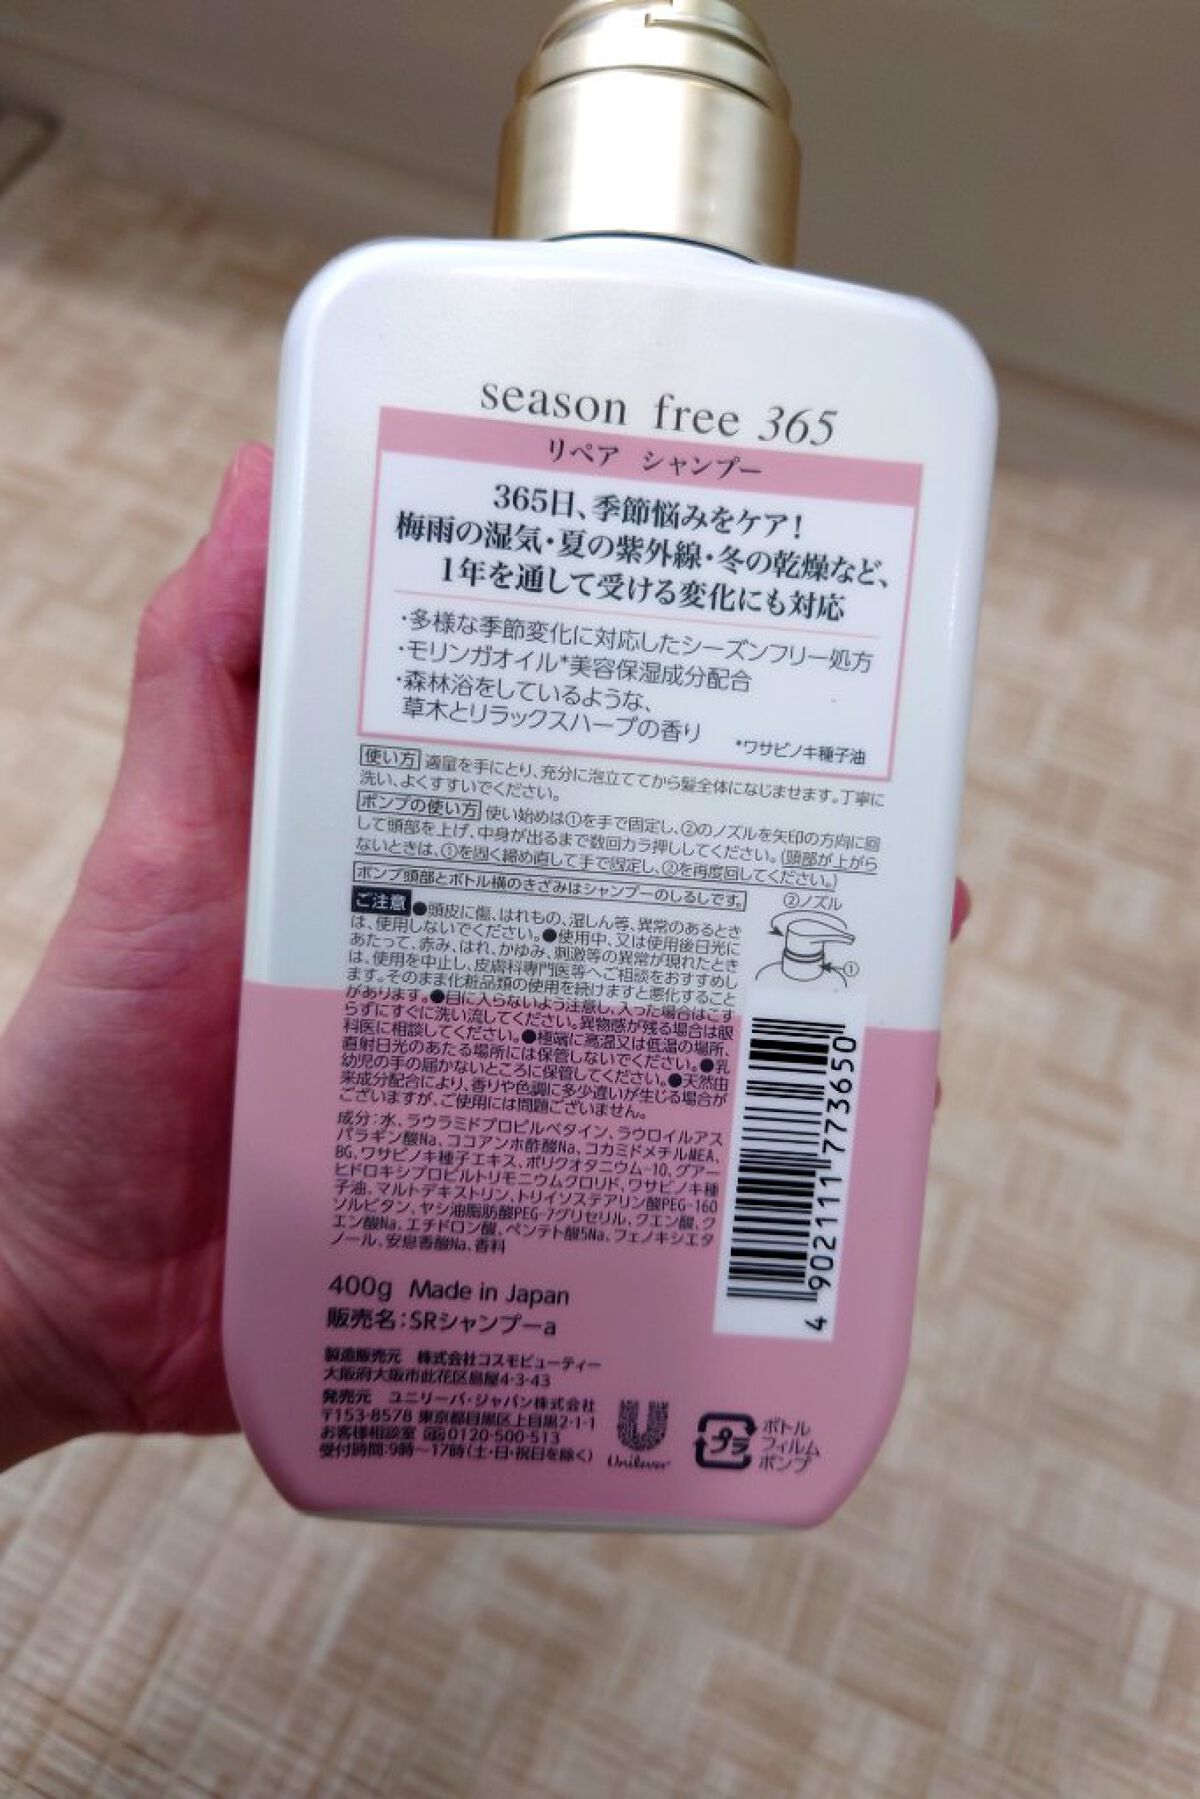 season free 365
リペア シャンプー
365日、季節悩みをケア!
梅雨の湿気・夏の紫外線・冬の乾燥など、
1年を通して受ける変化にも対応
・多様な季節変化に対応したシーズンフリー処方
・モリンガオイル*美容保湿成分配合
・森林浴をしているような、
草木とリラックスハーブの香り
*ワサビノキ種子油
使い方 適量を手にとり、充分に泡立ててから髪全体になじませます。丁寧に
洗い、よくすすいでください。
ポンプの使い方 使い始めは①を手で固定し、②のノズルを矢印の方向に回
して頭部を上げ、中身が出るまで数回カラ押ししてください。(頭部が上がら
ないときは、①を固く締め直して手で固定し、②を再度回してください。)
ポンプ頭部とボトル横のきざみはシャンプーのしるしです。
②ノズル
①
ご注意 ●頭皮に傷、はれもの、湿しん等、異常のあるとき
は、使用しないでください。●使用中、又は使用後日光に
あたって、赤み、はれ、かゆみ、刺激等の異常が現れたとき
は、使用を中止し、皮膚科専門医等へご相談をおすすめし
ます。そのまま化粧品類の使用を続けますと悪化すること
があります。●目に入らないよう注意し、入った場合はこす
らずにすぐに洗い流してください。異物感が残る場合は眼
科医に相談してください。●極端に高温又は低温の場所、
直射日光のあたる場所には保管しないでください。●乳
幼児の手の届かないところに保管してください。●天然由
来成分配合により、香りや色調に多少違いが生じる場合が
ございますが、ご使用には問題ございません。
成分:水、ラウラミドプロピルベタイン、ラウロイルアス
パラギン酸Na、ココアンホ酢酸Na、コカミドメチルMEA、
BG、ワサビノキ種子エキス、ポリクオタニウム-10、グアー
ヒドロキシプロピルトリモニウムクロリド、ワサビノキ種
子油、マルトデキストリン、トリイソステアリン酸PEG-160
ソルビタン、ヤシ油脂肪酸PEG-7グリセリル、クエン酸、ク
エン酸Na、エチドロン酸、ペンテト酸5Na、フェノキシエタ
ノール、安息香酸Na、香料
4 902111 773650
400g Made in Japan
販売名:SRシャンプーa
製造販売元 株式会社コスモビューティー
大阪府大阪市此花区島屋4-3-43
発売元 ユニリーバ・ジャパン株式会社
〒153-8578 東京都目黒区上目黒2-1-1
お客様相談室 0120-500-513
受付時間:9時～17時(土・日・祝日を除く)
Unilever
プラ
ボトル
フィルム
ポンプ